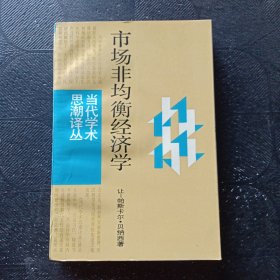 市场非均衡经济学
当代学术
思潮译丛
让-帕斯卡尔·贝纳西著